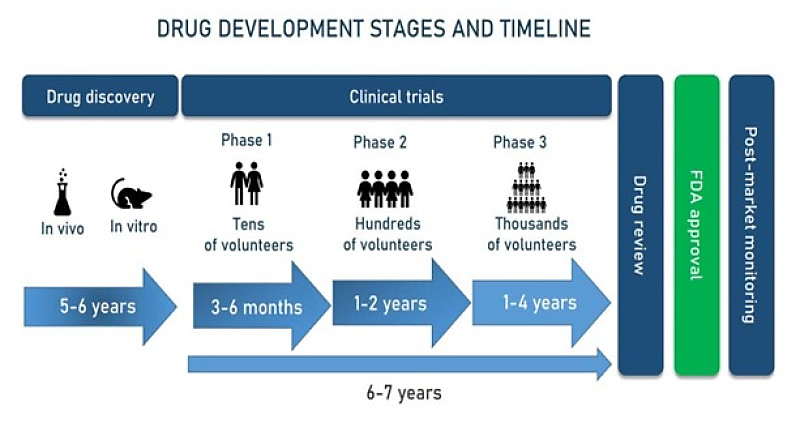 DRUG DEVELOPMENT STAGES AND TIMELINE
Drug discovery
Clinical trials
Phase 1
Phase 2
Phase 3
In vivo
In vitro
Tens
of volunteers
Hundreds
of volunteers
Thousands
of volunteers
5-6 years
3-6 months
1-2 years
1-4 years
6-7 years
Drug review
FDA approval
Post-market monitoring